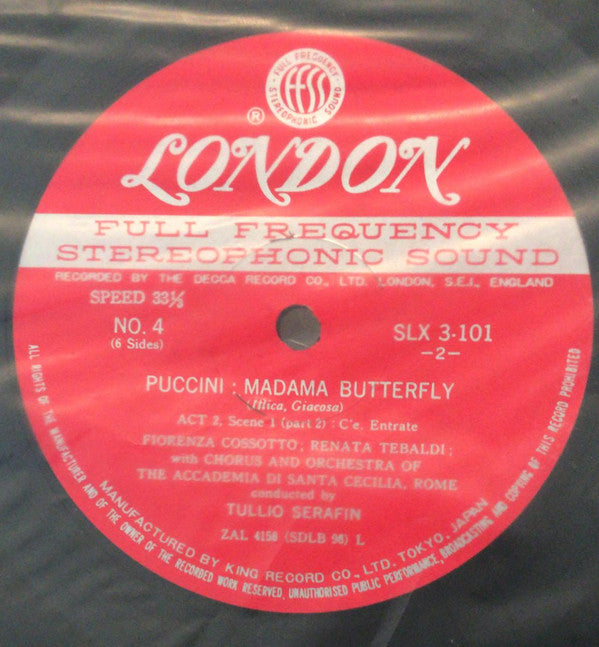 FULL FREQUENCY
ffss
STEREOPHONIC SOUND
®
LONDON
FULL FREQUENCY
STEREOPHONIC SOUND
RECORDED BY THE DECCA RECORD CO., LTD. LONDON, S.E.I., ENGLAND
SPEED 33⅓
NO. 4
(6 Sides)
SLX 3-101
—2—
PUCCINI : MADAMA BUTTERFLY
(Illica, Giacosa)
ACT 2, Scene 1 (part 2) : C'e. Entrate
FIORENZA COSSOTTO; RENATA TEBALDI;
with CHORUS AND ORCHESTRA OF
THE ACCADEMIA DI SANTA CECILIA, ROME
conducted by
TULLIO SERAFIN
ZAL 4156 (SDLB 96) L
MANUFACTURED BY KING RECORD CO., LTD. TOKYO, JAPAN
ALL RIGHTS OF THE MANUFACTURER AND OF THE OWNER OF THE RECORDED WORK RESERVED. UNAUTHORISED PUBLIC PERFORMANCE, BROADCASTING AND COPYING OF THIS RECORD PROHIBITED